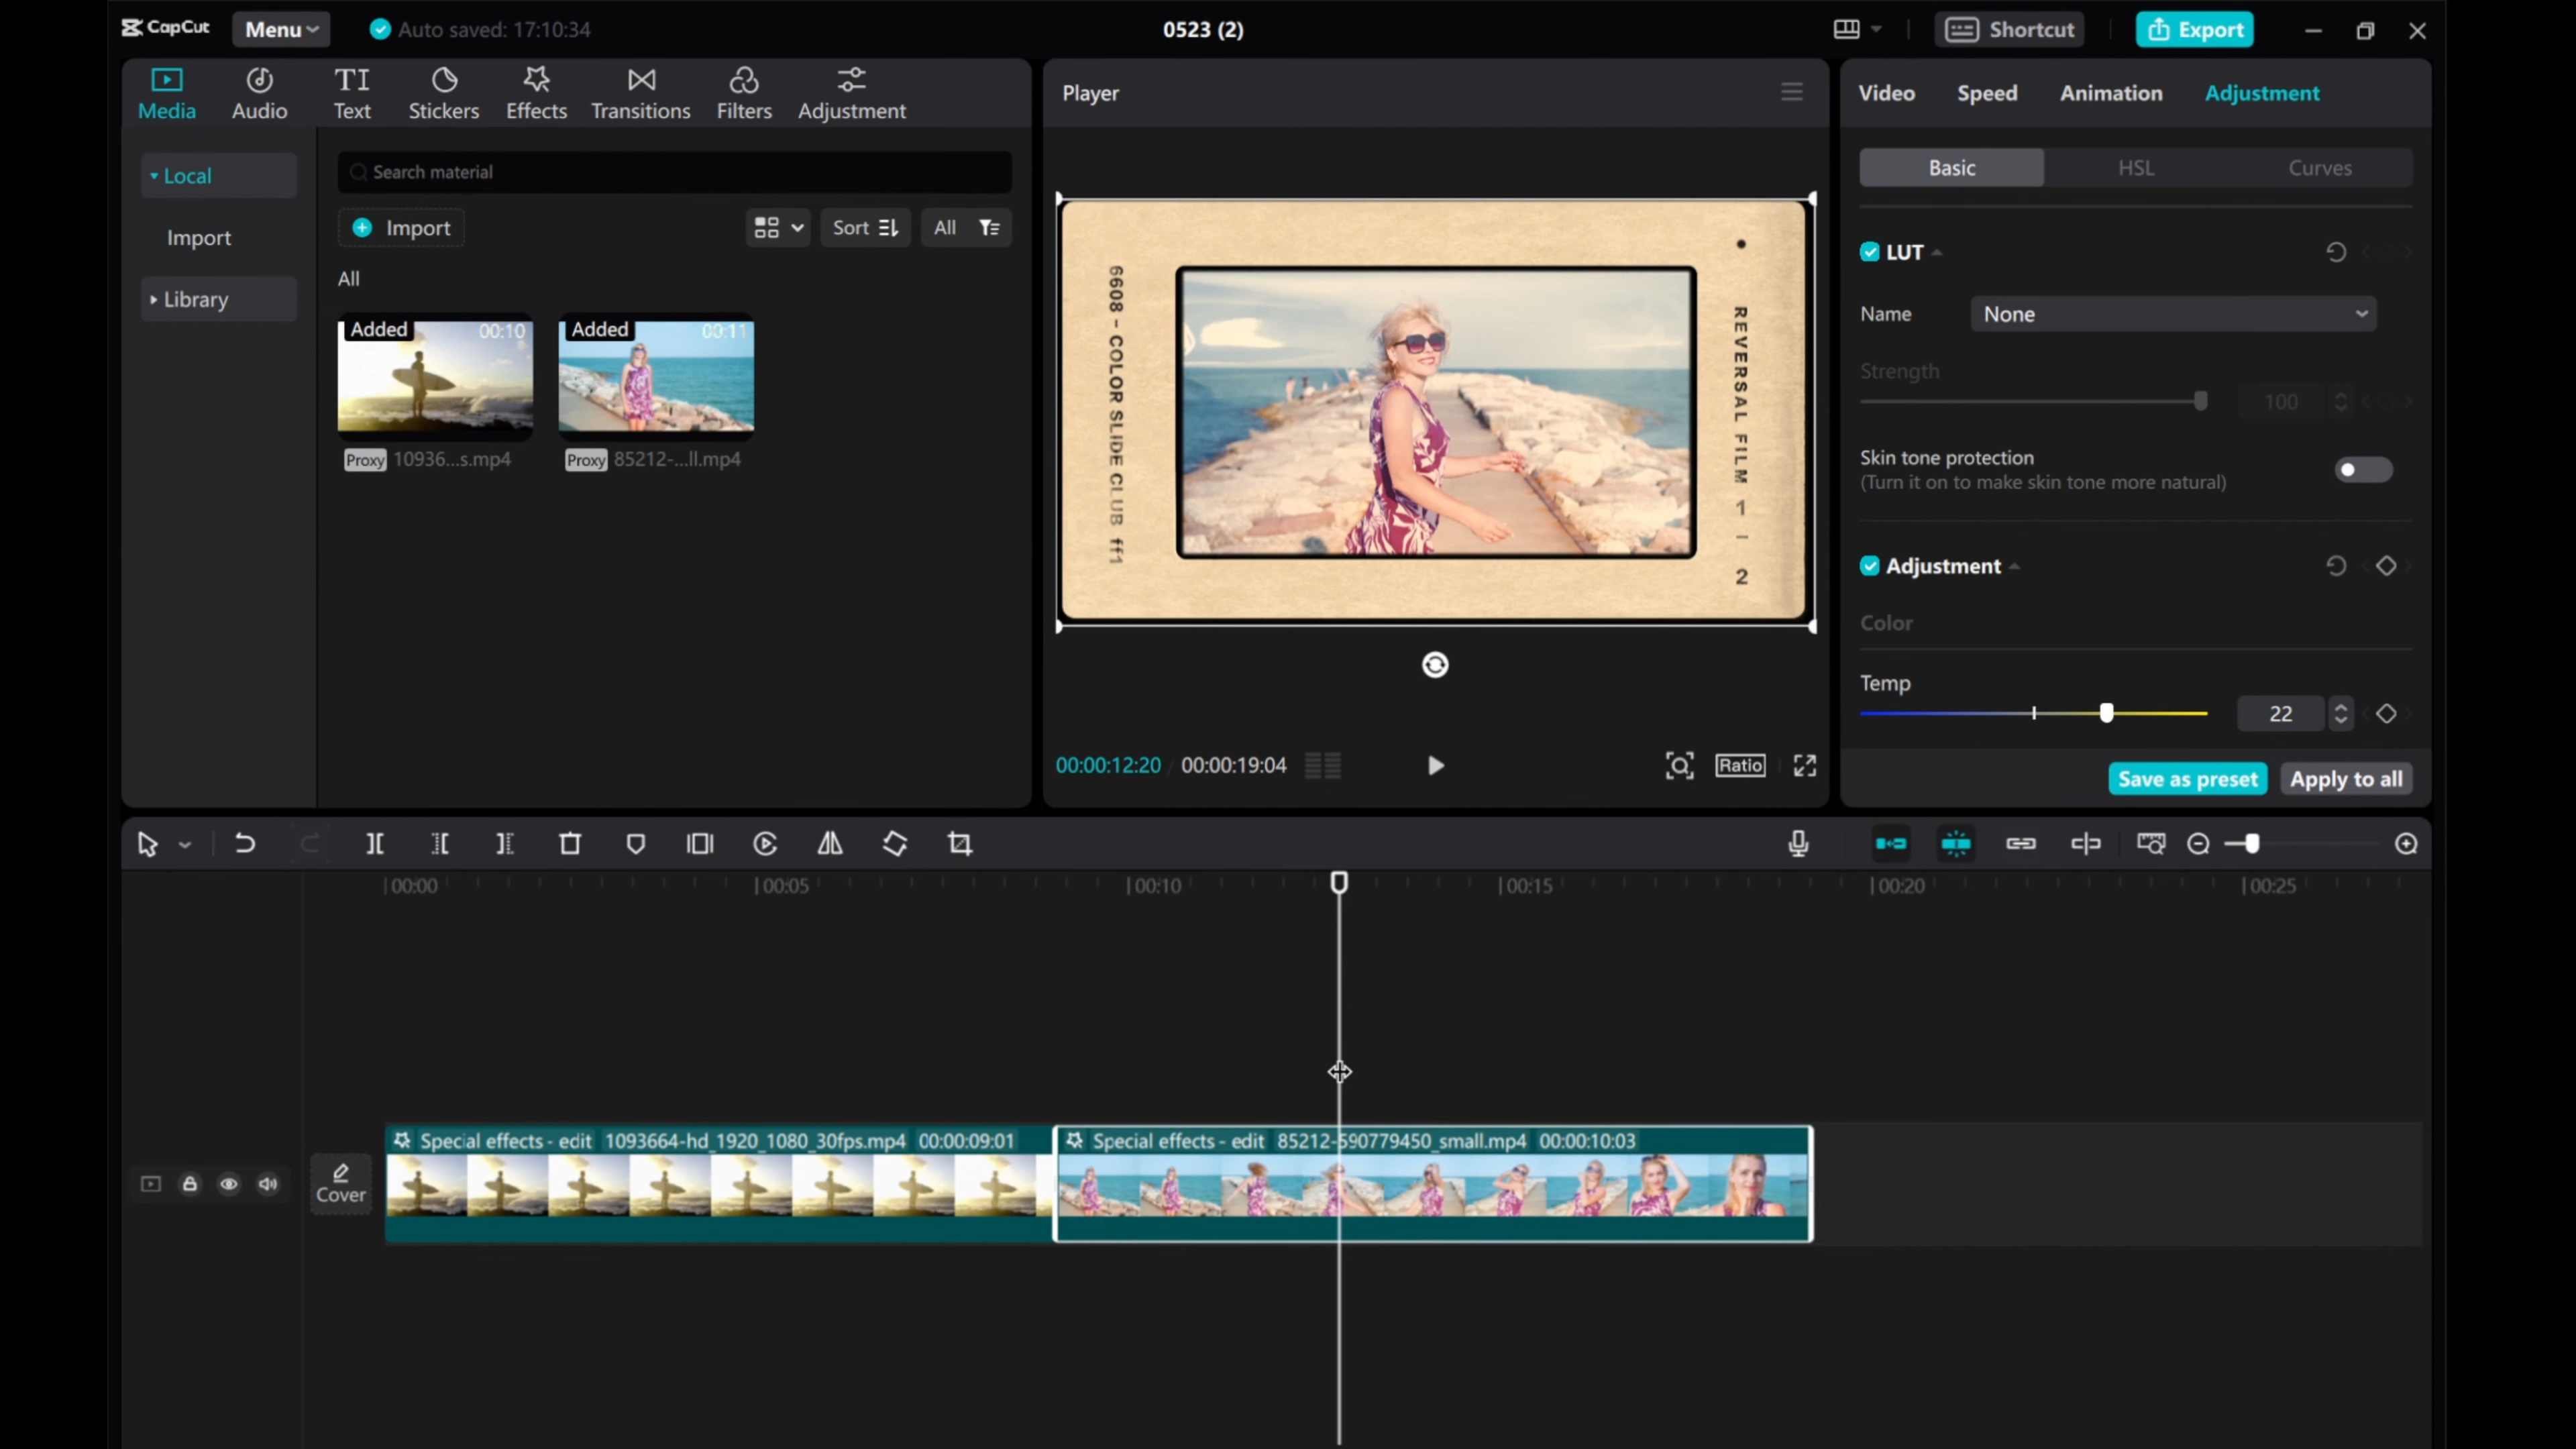 CapCut
Menu
Auto saved: 17:10:34
0523 (2)
Shortcut
Export
Media
Audio
TI
Text
Stickers
Effects
Transitions
Filters
Adjustment
Local
Import
Library
Search material
Import
Sort
All
All
Added
00:10
Added
00:11
Proxy 10936...s.mp4
Proxy 85212-...ll.mp4
Player
6608 - COLOR SLIDE CLUB ff1
REVERSAL FILM 1 - 2
00:00:12:20
00:00:19:04
Ratio
Video
Speed
Animation
Adjustment
Basic
HSL
Curves
LUT
Name
None
Strength
100
Skin tone protection
(Turn it on to make skin tone more natural)
Adjustment
Color
Temp
22
Save as preset
Apply to all
00:00
00:05
00:10
00:15
00:20
00:25
Cover
Special effects - edit 1093664-hd_1920_1080_30fps.mp4 00:00:09:01
Special effects - edit 85212-590779450_small.mp4 00:00:10:03